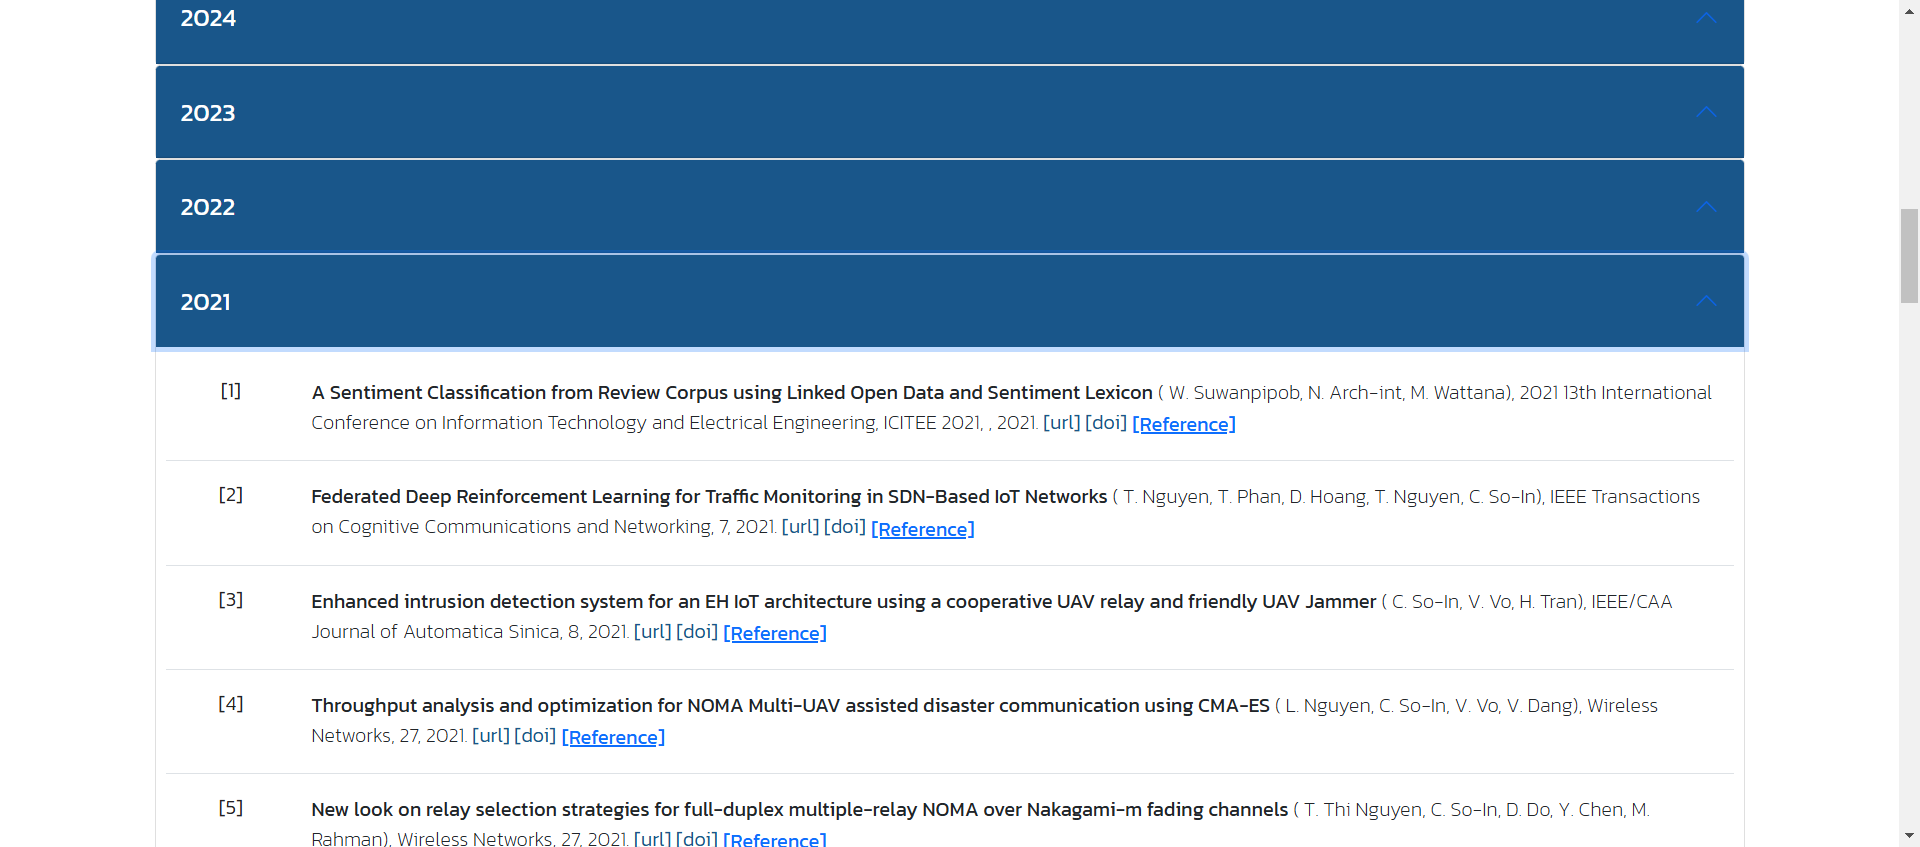 2024
2023
2022
2021
[1] A Sentiment Classification from Review Corpus using Linked Open Data and Sentiment Lexicon ( W. Suwanpipob, N. Arch-int, M. Wattana), 2021 13th International
Conference on Information Technology and Electrical Engineering, ICITEE 2021, , 2021. [url] [doi] [Reference]
[2] Federated Deep Reinforcement Learning for Traffic Monitoring in SDN-Based IoT Networks ( T. Nguyen, T. Phan, D. Hoang, T. Nguyen, C. So-In), IEEE Transactions
on Cognitive Communications and Networking, 7, 2021. [url] [doi] [Reference]
[3] Enhanced intrusion detection system for an EH IoT architecture using a cooperative UAV relay and friendly UAV Jammer ( C. So-In, V. Vo, H. Tran), IEEE/CAA
Journal of Automatica Sinica, 8, 2021. [url] [doi] [Reference]
[4] Throughput analysis and optimization for NOMA Multi-UAV assisted disaster communication using CMA-ES ( L. Nguyen, C. So-In, V. Vo, V. Dang), Wireless
Networks, 27, 2021. [url] [doi] [Reference]
[5] New look on relay selection strategies for full-duplex multiple-relay NOMA over Nakagami-m fading channels ( T. Thi Nguyen, C. So-In, D. Do, Y. Chen, M.
Rahman), Wireless Networks, 27, 2021. [url] [doi] [Reference]